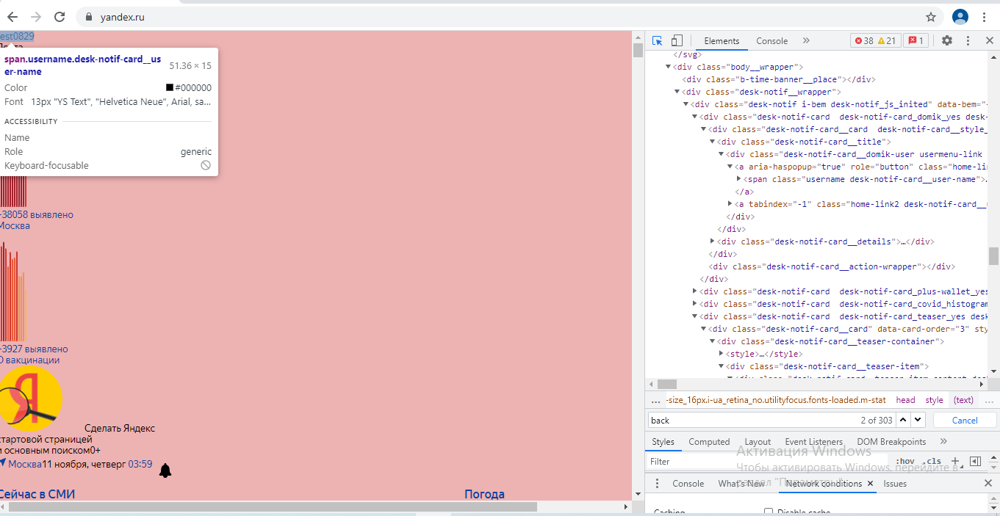 yandex.ru
est0829
span.username.desk-notif-card__us
er-name
51.36 × 15
Color
#000000
Font 13px "YS Text", "Helvetica Neue", Arial, sa...
ACCESSIBILITY
Name
Role generic
Keyboard-focusable
38058 выявлено
Москва
3927 выявлено
О вакцинации
Сделать Яндекс
стартовой страницей
и основным поиском0+
Москва11 ноября, четверг 03:59
Сейчас в СМИ
Погода
Elements Console » 38 21 1
</svg>
<div class="body__wrapper">
<div class="b-time-banner__place"></div>
<div class="desk-notif__wrapper">
<div class="desk-notif i-bem desk-notif_js_inited" data-bem="
<div class="desk-notif-card desk-notif-card_domik_yes desk-
<div class="desk-notif-card__card desk-notif-card__style_
<div class="desk-notif-card__title">
<div class="desk-notif-card__domik-user usermenu-link
<a aria-haspopup="true" role="button" class="home-li
<span class="username desk-notif-card__user-name">…
</a>
<a tabindex="-1" class="home-link2 desk-notif-card__
</div>
</div>
<div class="desk-notif-card__details">…</div>
</div>
<div class="desk-notif-card__action-wrapper"></div>
</div>
<div class="desk-notif-card desk-notif-card_plus-wallet_yes
<div class="desk-notif-card desk-notif-card_covid_histogram
<div class="desk-notif-card desk-notif-card_teaser_yes desk
<div class="desk-notif-card__card" data-card-order="3" sty
<div class="desk-notif-card__teaser-container">
<style>…</style>
<div class="desk-notif-card__teaser-item">
... -size_16px.i-ua_retina_no.utilityfocus.fonts-loaded.m-stat head style (text) ...
back 2 of 303 Cancel
Styles Computed Layout Event Listeners DOM Breakpoints »
Filter :hov .cls +
Активация Windows
Чтобы активировать Windows, перейдите в
раздел "Параметры".
Console What's New Network conditions × Issues
Caching Disable cache